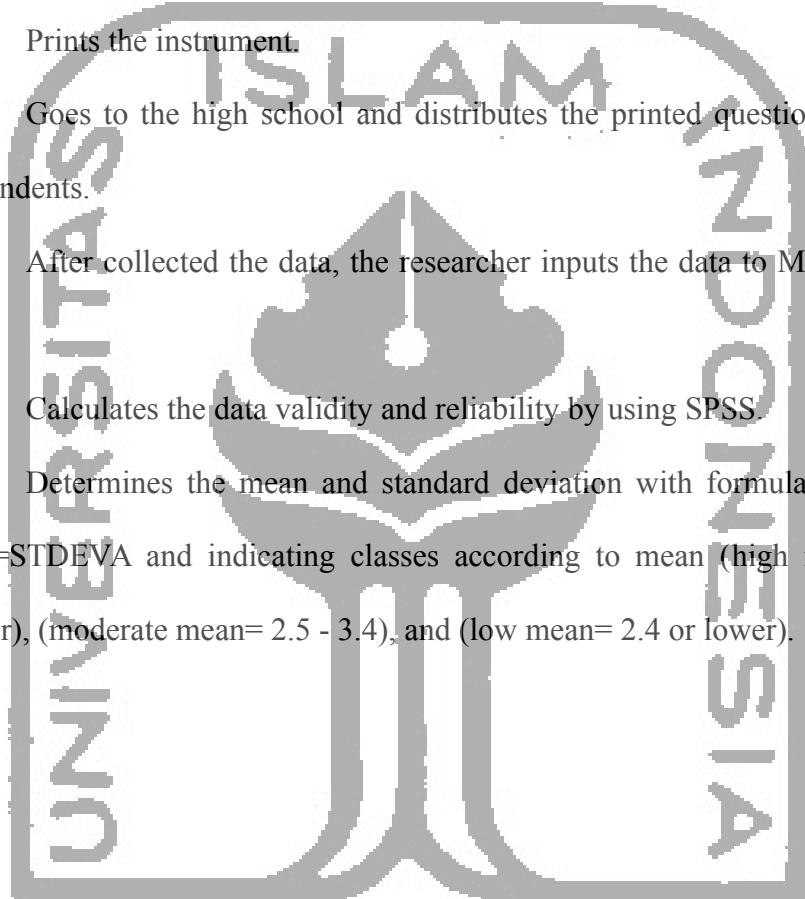 Prints the instrument.
Goes to the high school and distributes the printed
ndents.
After collected the data, the researcher inputs the data to
Calculates the data validity and reliability by using SPSS.
Determines the mean and standard deviation with formula
=STDEVA and indicating classes according to mean (high
r), (moderate mean= 2.5 - 3.4), and (low mean= 2.4 or lower).
UNIVERSITAS
ISLAM
INDONESIA